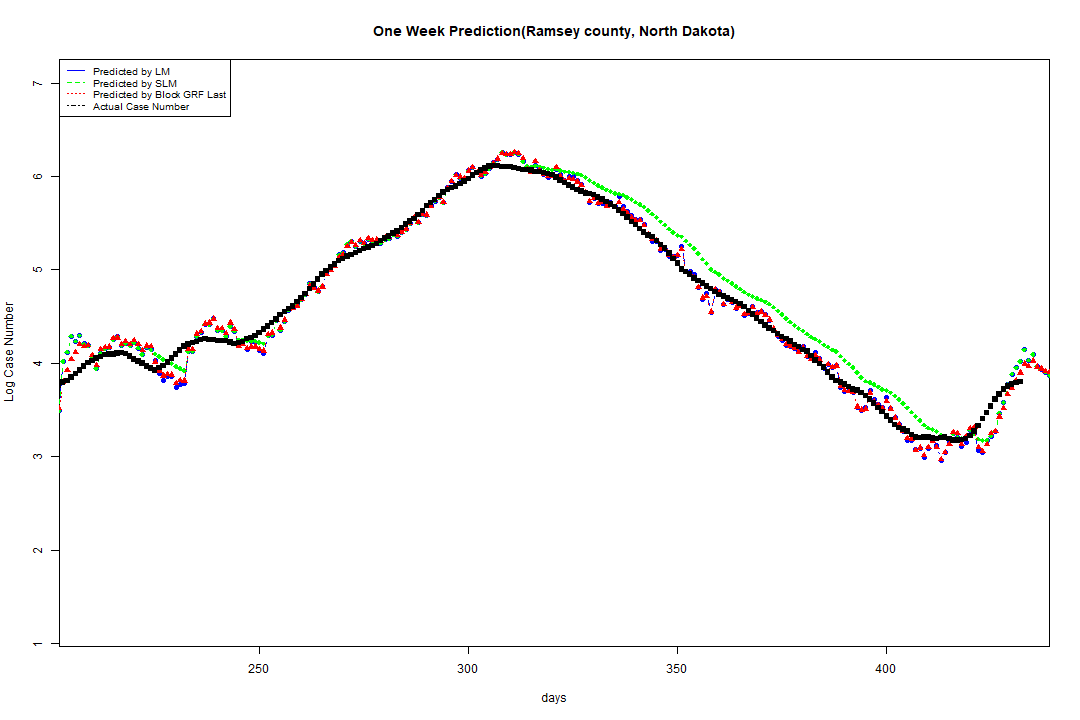 One Week Prediction(Ramsey county, North Dakota)
Predicted by LM
Predicted by SLM
Predicted by Block GRF Last
Actual Case Number
7
6
5
4
3
2
1
Log Case Number
250
300
350
400
days